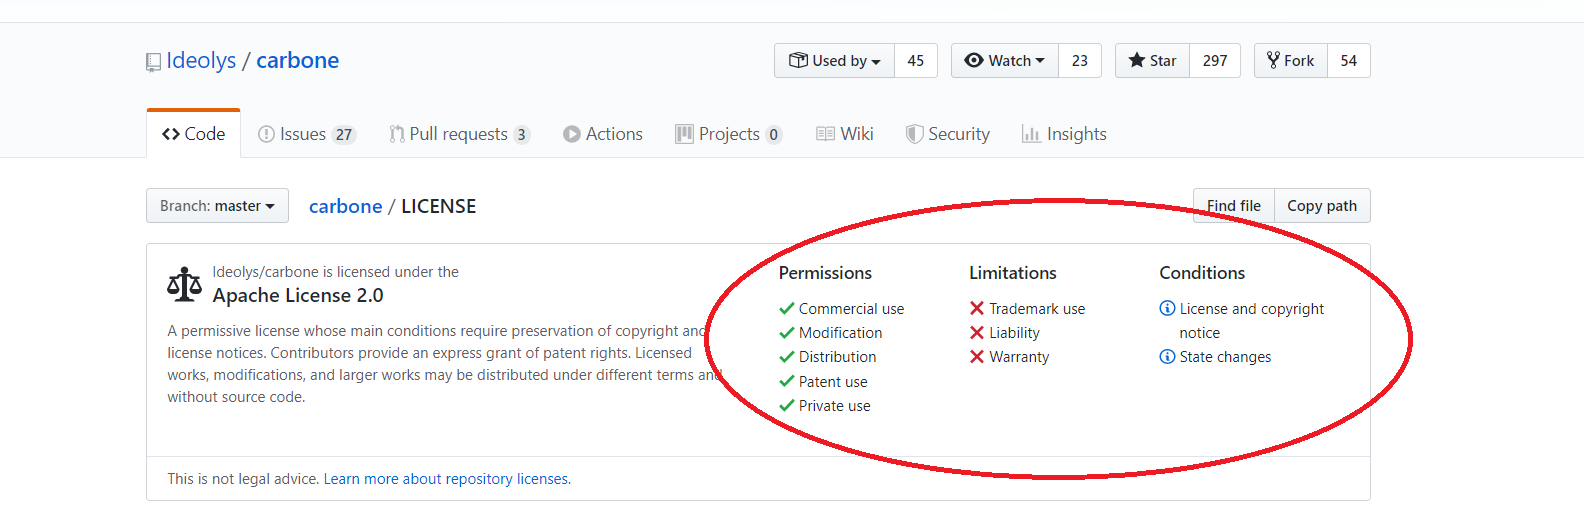 Ideolys / carbone
Used by 45
Watch 23
Star 297
Fork 54
Code
Issues 27
Pull requests 3
Actions
Projects 0
Wiki
Security
Insights
Branch: master
carbone / LICENSE
Find file
Copy path
Ideolys/carbone is licensed under the
Apache License 2.0
A permissive license whose main conditions require preservation of copyright and
license notices. Contributors provide an express grant of patent rights. Licensed
works, modifications, and larger works may be distributed under different terms and
without source code.
Permissions
Commercial use
Modification
Distribution
Patent use
Private use
Limitations
Trademark use
Liability
Warranty
Conditions
License and copyright
notice
State changes
This is not legal advice. Learn more about repository licenses.